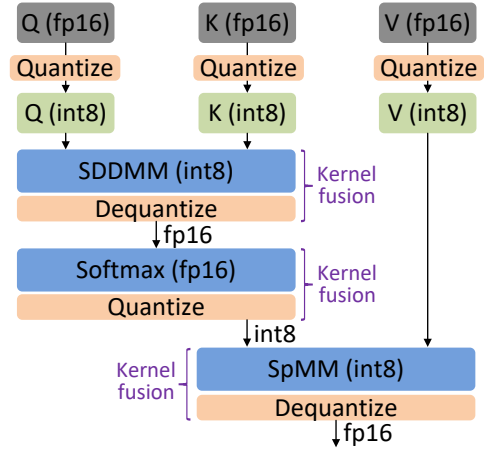 Q (fp16) K (fp16) V (fp16)
Quantize Quantize Quantize
Q (int8) K (int8) V (int8)
SDDMM (int8)
Dequantize
Kernel
fusion
fp16
Softmax (fp16)
Quantize
Kernel
fusion
int8
Kernel
fusion
SpMM (int8)
Dequantize
fp16